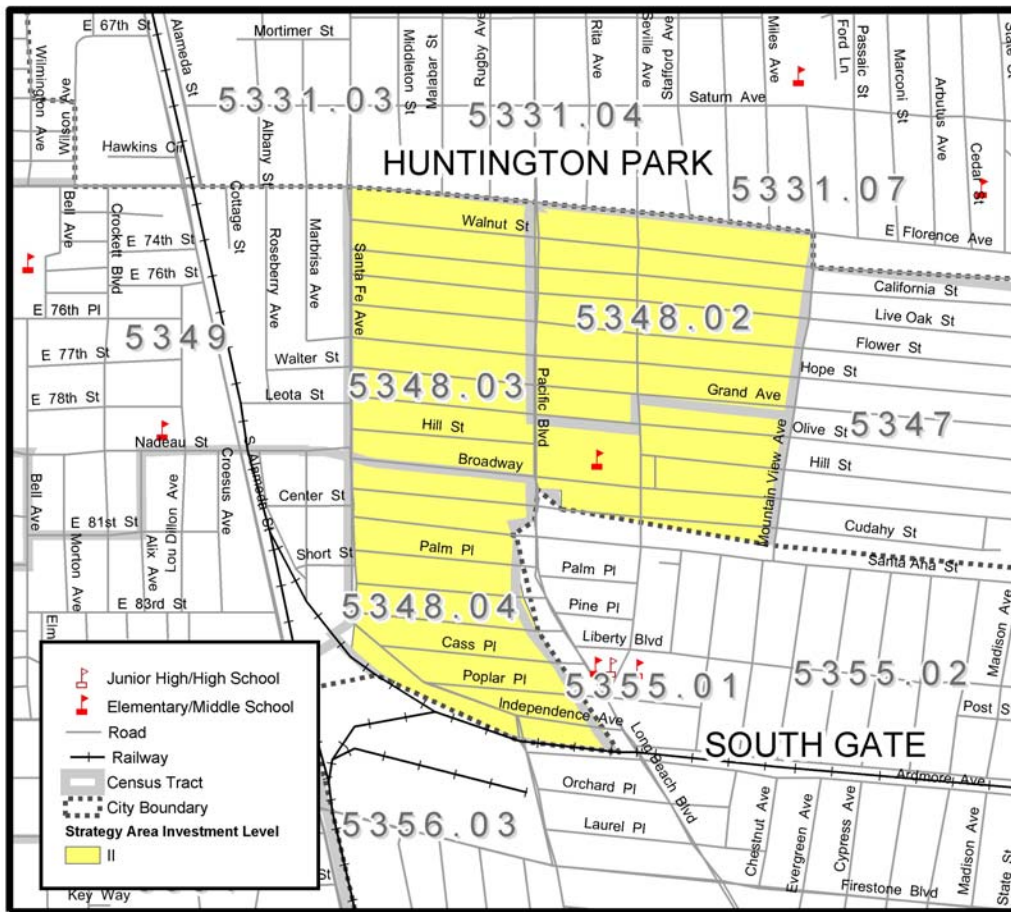 E 67th St
Alameda St
Mortimer St
Middleton St
Malabar St
Rugby Ave
Rita Ave
Seville Ave
Stafford Ave
Miles Ave
Ford Ln
Passaic St
Marconi St
Arbutus Ave
Cedar St
Wilmington Ave
Wilson Ave
5331.03
5331.04
Saturn Ave
Albany St
Hawkins Cir
HUNTINGTON PARK
5331.07
Bell Ave
Crockett Blvd
Cottage St
Roseberry Ave
Marbrisa Ave
Santa Fe Ave
Walnut St
E Florence Ave
E 74th St
E 76th St
California St
E 76th Pl
5348.02
Live Oak St
5349
Flower St
E 77th St
Walter St
Hope St
E 78th St
Leota St
5348.03
Pacific Blvd
Grand Ave
Hill St
Olive St
5347
Nadeau St
Broadway
Hill St
Mountain View Ave
S Alameda St
Bell Ave
Croesus Ave
Center St
E 81st St
Cudahy St
Morton Ave
Alix Ave
Lou Dillon Ave
Short St
Palm Pl
Palm Pl
Santa Ana St
E 83rd St
5348.04
Pine Pl
Elm
Cass Pl
Liberty Blvd
Madison Ave
Poplar Pl
5355.01
5355.02
Independence Ave
Post S
SOUTH GATE
Long Beach Blvd
Ardmore Ave
Orchard Pl
5356.03
Laurel Pl
Chestnut Ave
Evergreen Ave
Cypress Ave
Madison Ave
State St
Firestone Blvd
St
Key Way
Junior High/High School
Elementary/Middle School
Road
Railway
Census Tract
City Boundary
Strategy Area Investment Level
II